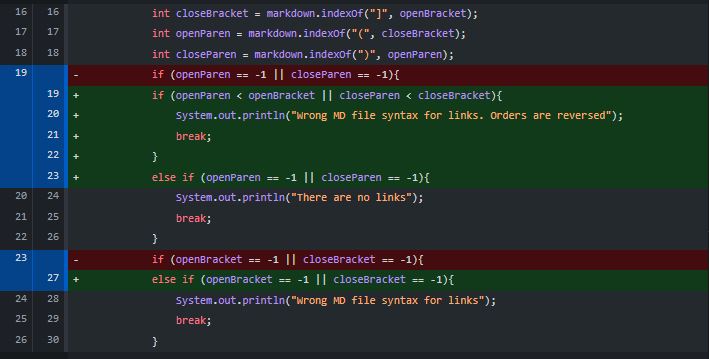 16 16 int closeBracket = markdown.indexOf("]", openBracket);
17 17 int openParen = markdown.indexOf("(", closeBracket);
18 18 int closeParen = markdown.indexOf(")", openParen);
19 - if (openParen == -1 || closeParen == -1){
19 + if (openParen < openBracket || closeParen < closeBracket){
20 + System.out.println("Wrong MD file syntax for links. Orders are reversed");
21 + break;
22 + }
23 + else if (openParen == -1 || closeParen == -1){
20 24 System.out.println("There are no links");
21 25 break;
22 26 }
23 - if (openBracket == -1 || closeBracket == -1){
27 + else if (openBracket == -1 || closeBracket == -1){
24 28 System.out.println("Wrong MD file syntax for links");
25 29 break;
26 30 }